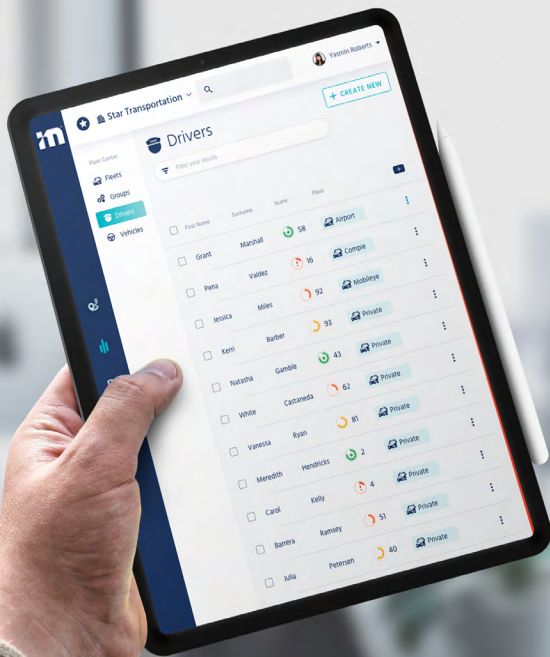 in
Star Transportation
Yasmin Roberts
Fleet Center
Fleets
Groups
Drivers
Vehicles
Drivers
+ CREATE NEW
Filter your results
First Name Surname Score Fleet
Grant Marshall 58 Airport
Pena Valdez 16 Compie
Jessica Miles 92 Mobileye
Kerri Barber 93 Private
Natasha Gamble 43 Private
White Castaneda 62 Private
Vanessa Ryan 81 Private
Meredith Hendricks 2 Private
Carol Kelly 4 Private
Barrera Ramsey 51 Private
Julia Petersen 40 Private